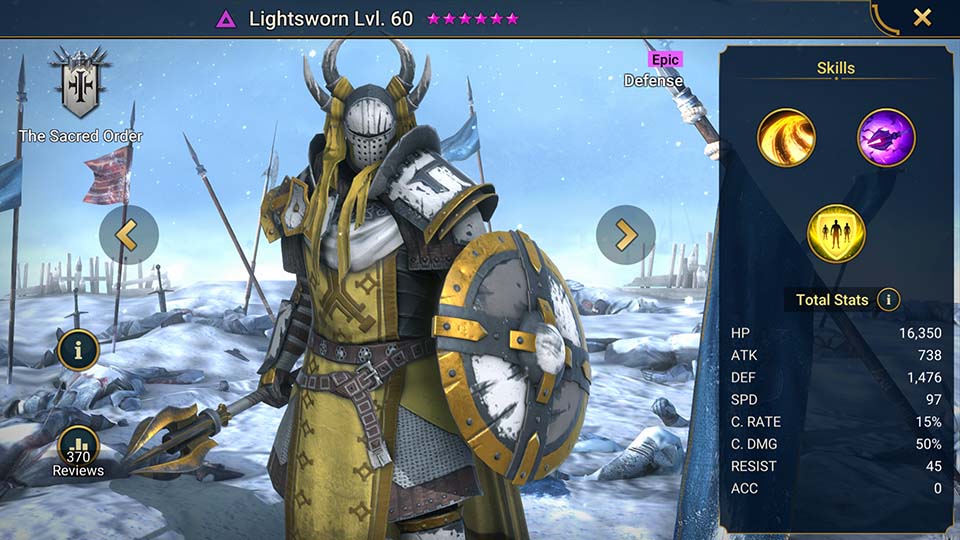 Lightsworn Lvl. 60
The Sacred Order
Epic
Defense
i
370
Reviews
Skills
Total Stats i
HP 16,350
ATK 738
DEF 1,476
SPD 97
C. RATE 15%
C. DMG 50%
RESIST 45
ACC 0